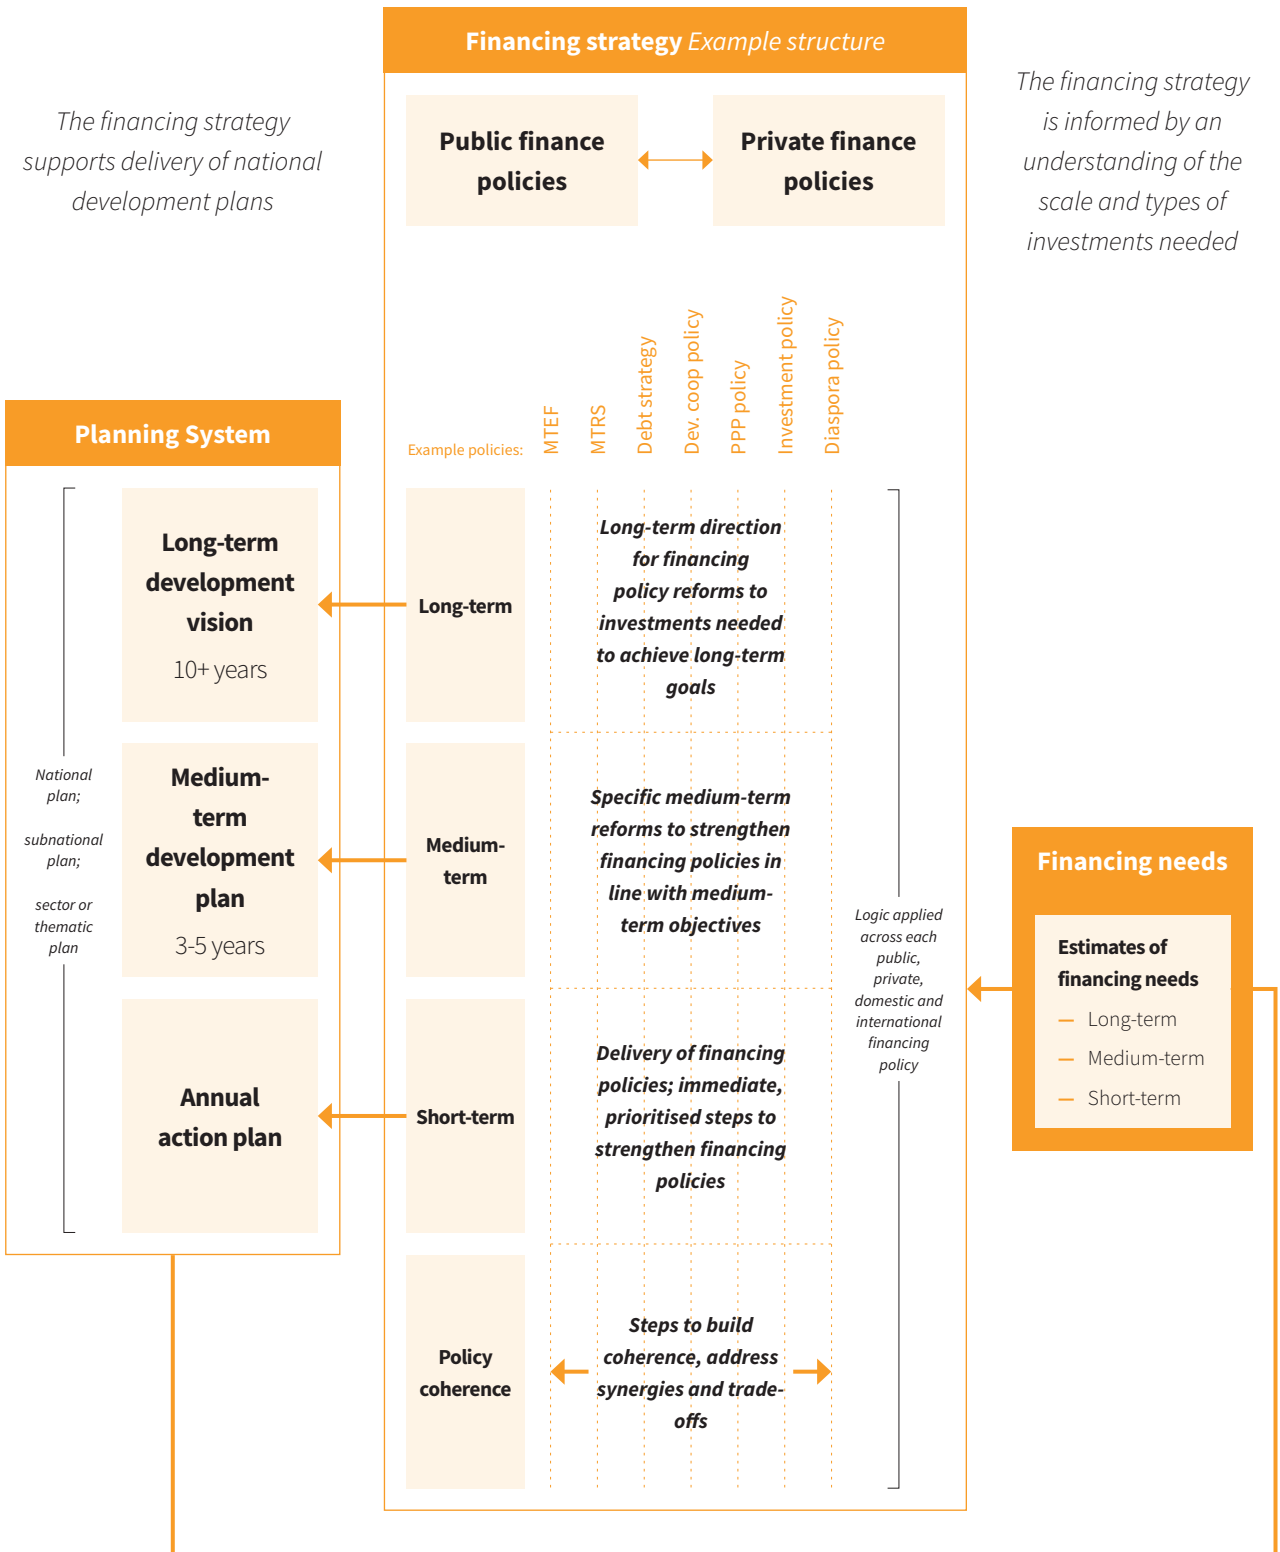 Financing strategy Example structure
The financing strategy
supports delivery of national
development plans
Public finance
policies
Private finance
policies
The financing strategy
is informed by an
understanding of the
scale and types of
investments needed
Example policies:
MTEF
MTRS
Debt strategy
Dev. coop policy
PPP policy
Investment policy
Diaspora policy
Planning System
National
plan;
subnational
plan;
sector or
thematic
plan
Long-term
development
vision
10+ years
Medium-
term
development
plan
3-5 years
Annual
action plan
Long-term
Long-term direction
for financing
policy reforms to
investments needed
to achieve long-term
goals
Medium-
term
Specific medium-term
reforms to strengthen
financing policies in
line with medium-
term objectives
Short-term
Delivery of financing
policies; immediate,
prioritised steps to
strengthen financing
policies
Policy
coherence
Steps to build
coherence, address
synergies and trade-
offs
Logic applied
across each
public,
private,
domestic and
international
financing
policy
Financing needs
Estimates of
financing needs
— Long-term
— Medium-term
— Short-term